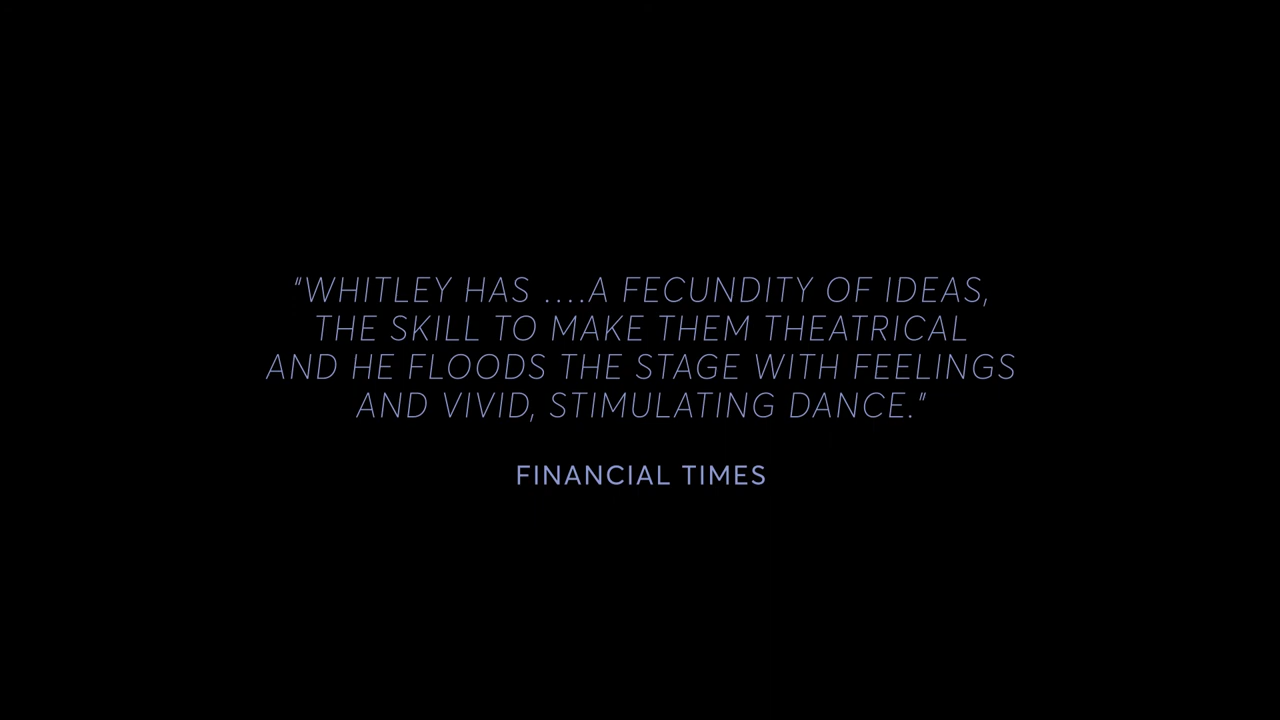 "WHITLEY HAS ....A FECUNDITY OF IDEAS,
THE SKILL TO MAKE THEM THEATRICAL
AND HE FLOODS THE STAGE WITH FEELINGS
AND VIVID, STIMULATING DANCE."
FINANCIAL TIMES